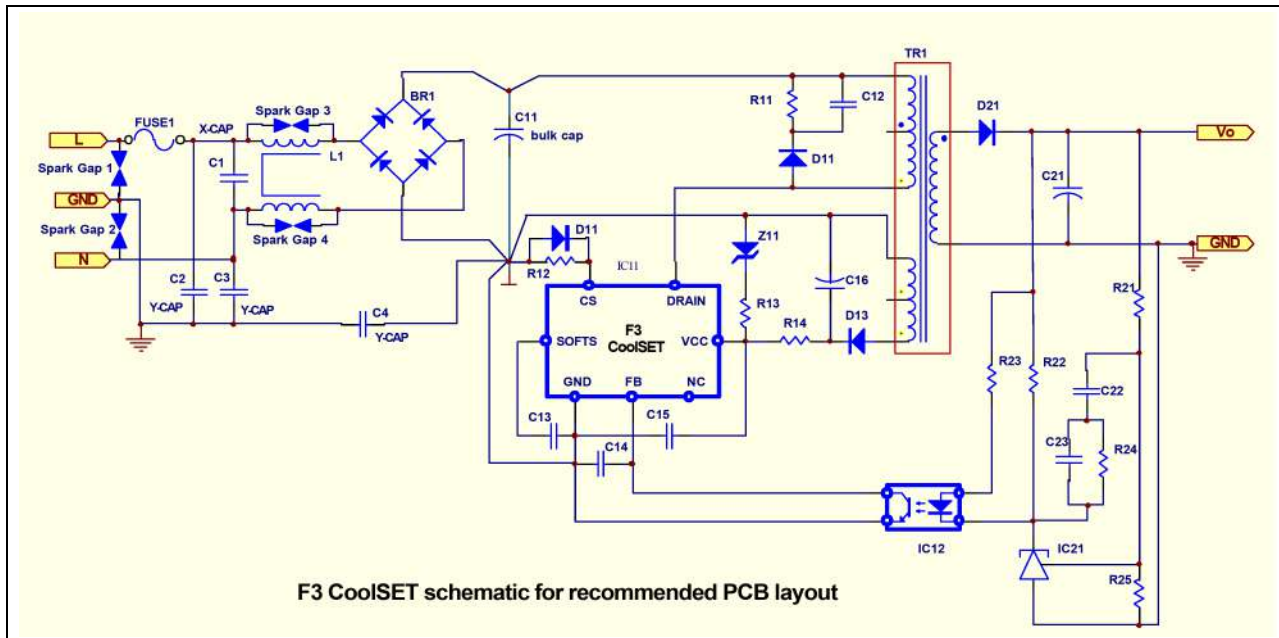 TR1
BR1
R11
C12
Spark Gap 3
D21
FUSE1
C11
X-CAP
bulk cap
L
Vo
L1
C1
D11
Spark Gap 1
C21
GND
Spark Gap 2
Spark Gap 4
D11
Z11
GND
N
R12
IC11
C16
C2
C3
CS
DRAIN
R21
R13
Y-CAP
Y-CAP
C4
F3
CoolSET
R14
D13
Y-CAP
SOFTS
VCC
R23
R22
GND
FB
NC
C22
C13
C15
C14
C23
R24
IC12
IC21
R25
F3 CoolSET schematic for recommended PCB layout